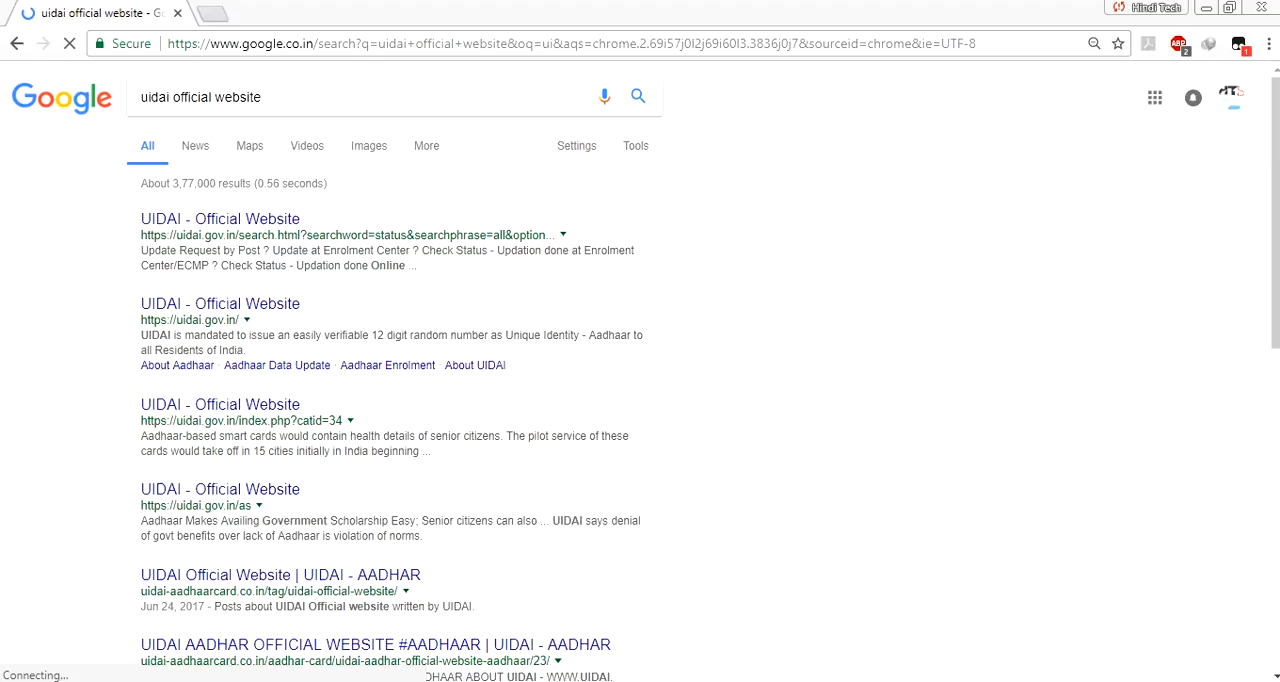 uidai official website - Go
Hindi Tech
Secure
https://www.google.co.in/search?q=uidai+official+website&oq=ui&aqs=chrome.2.69i57j0l2j69i60l3.3836j0j7&sourceid=chrome&ie=UTF-8
ABP
2
1
Google
uidai official website
All News Maps Videos Images More Settings Tools
About 3,77,000 results (0.56 seconds)
UIDAI - Official Website
https://uidai.gov.in/search.html?searchword=status&searchphrase=all&option...
Update Request by Post ? Update at Enrolment Center ? Check Status - Updation done at Enrolment
Center/ECMP ? Check Status - Updation done Online ...
UIDAI - Official Website
https://uidai.gov.in/
UIDAI is mandated to issue an easily verifiable 12 digit random number as Unique Identity - Aadhaar to
all Residents of India.
About Aadhaar · Aadhaar Data Update · Aadhaar Enrolment · About UIDAI
UIDAI - Official Website
https://uidai.gov.in/index.php?catid=34
Aadhaar-based smart cards would contain health details of senior citizens. The pilot service of these
cards would take off in 15 cities initially in India beginning ...
UIDAI - Official Website
https://uidai.gov.in/as
Aadhaar Makes Availing Government Scholarship Easy; Senior citizens can also ... UIDAI says denial
of govt benefits over lack of Aadhaar is violation of norms.
UIDAI Official Website | UIDAI - AADHAR
uidai-aadhaarcard.co.in/tag/uidai-official-website/
Jun 24, 2017 - Posts about UIDAI Official website written by UIDAI.
UIDAI AADHAR OFFICIAL WEBSITE #AADHAAR | UIDAI - AADHAR
uidai-aadhaarcard.co.in/aadhar-card/uidai-aadhar-official-website-aadhaar/23/
Connecting...
DHAAR ABOUT UIDAI - WWW.UIDAI.